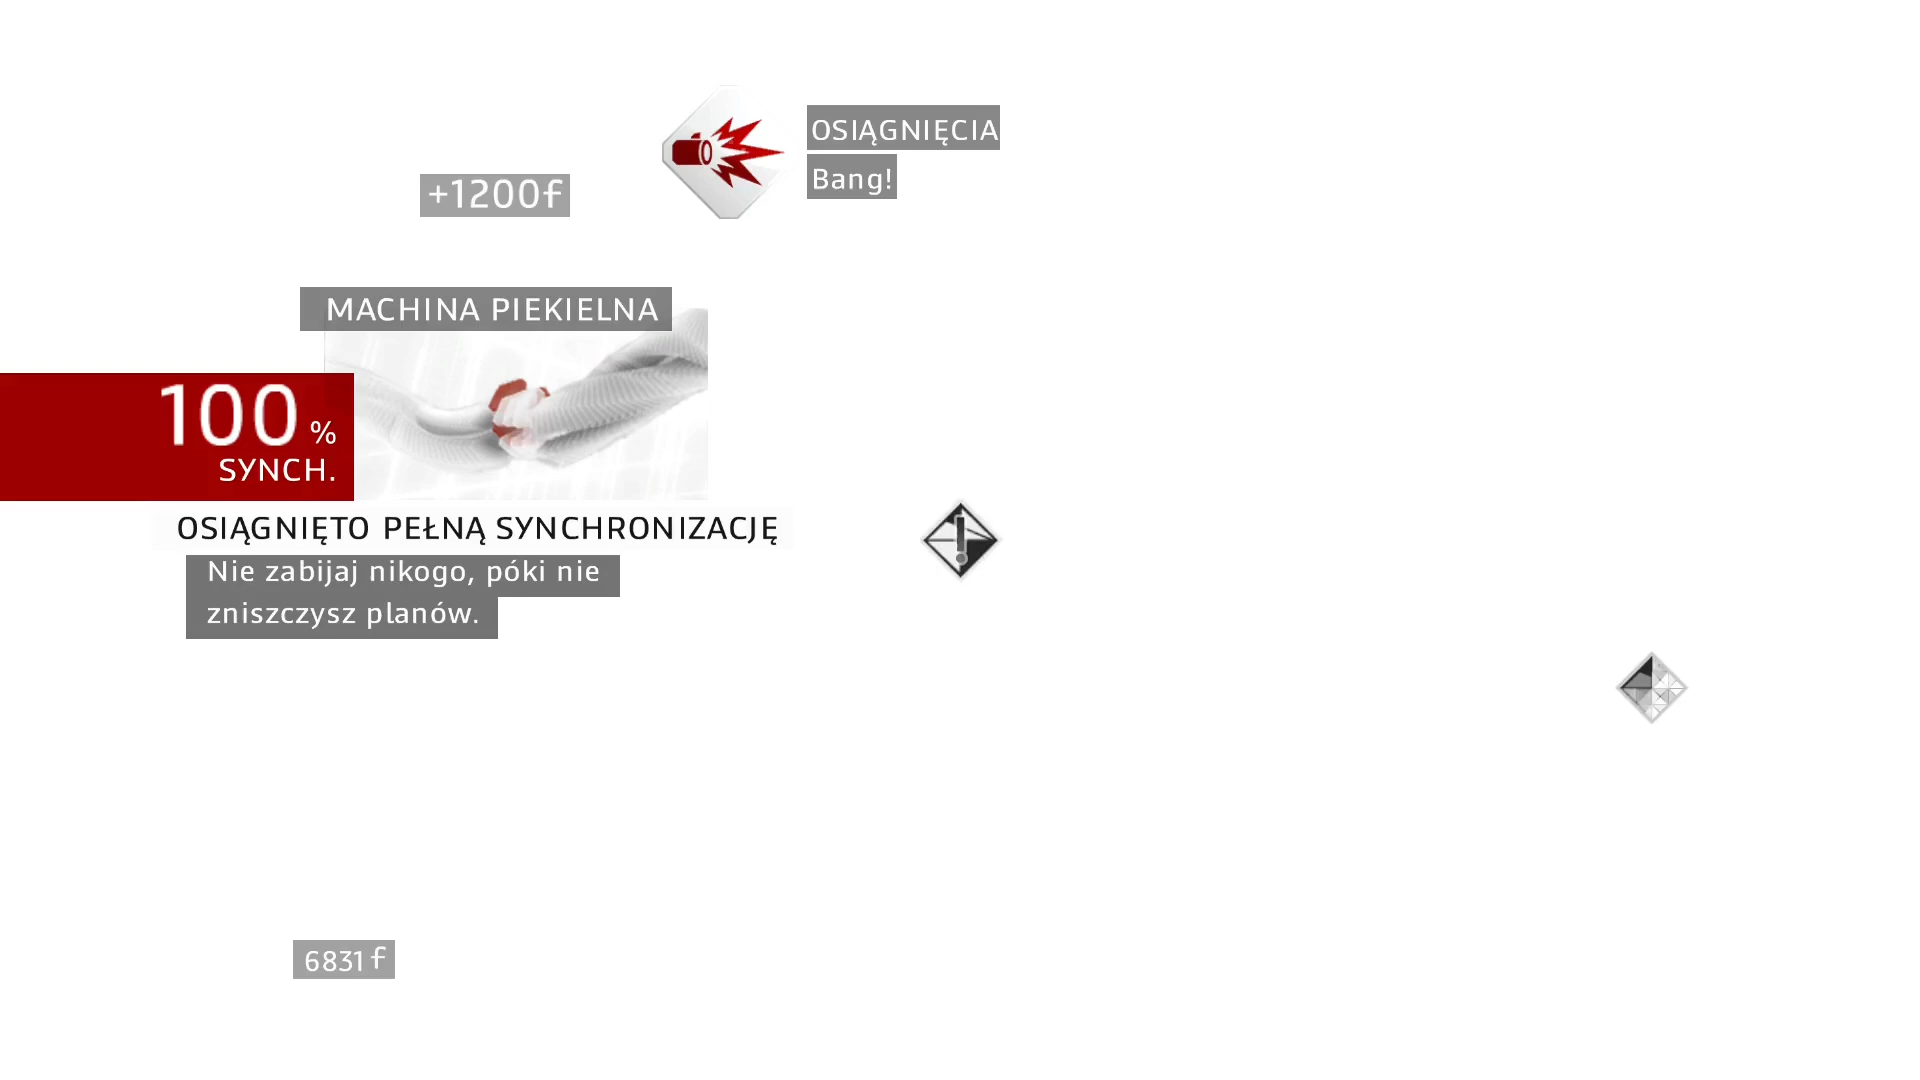 OSIĄGNIĘCIA
Bang!
+1200f
MACHINA PIEKIELNA
100 %
SYNCH.
OSIĄGNIĘTO PEŁNĄ SYNCHRONIZACJĘ
Nie zabijaj nikogo, póki nie
zniszczysz planów.
6831 f